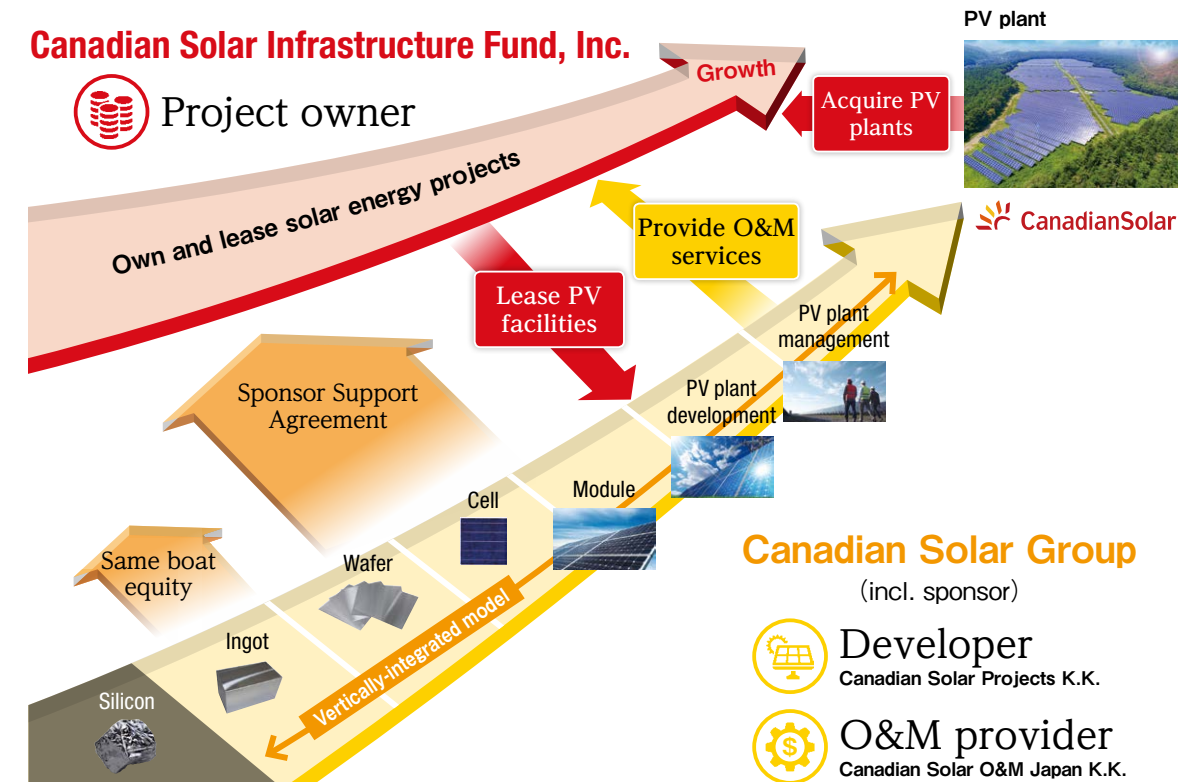 PV plant
Canadian Solar Infrastructure Fund, Inc.
Project owner
Growth
Acquire PV
plants
Own and lease solar energy projects
CanadianSolar
Provide O&M
services
Lease PV
facilities
PV plant
management
Sponsor Support
Agreement
PV plant
development
Module
Cell
Same boat
equity
Wafer
Ingot
Silicon
Vertically-integrated model
Canadian Solar Group
(incl. sponsor)
Developer
Canadian Solar Projects K.K.
$
O&M provider
Canadian Solar O&M Japan K.K.